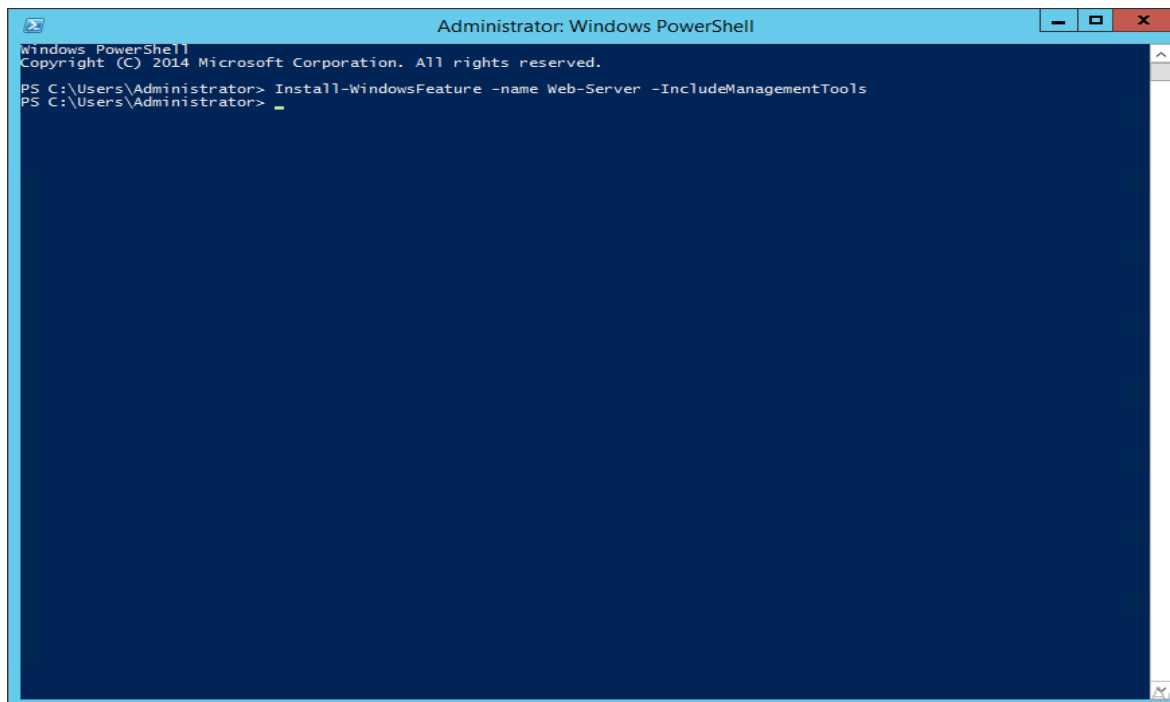 Administrator: Windows PowerShell
Windows PowerShell
Copyright (C) 2014 Microsoft Corporation. All rights reserved.
PS C:\Users\Administrator> Install-WindowsFeature -name Web-Server -IncludeManagementTools
PS C:\Users\Administrator> _